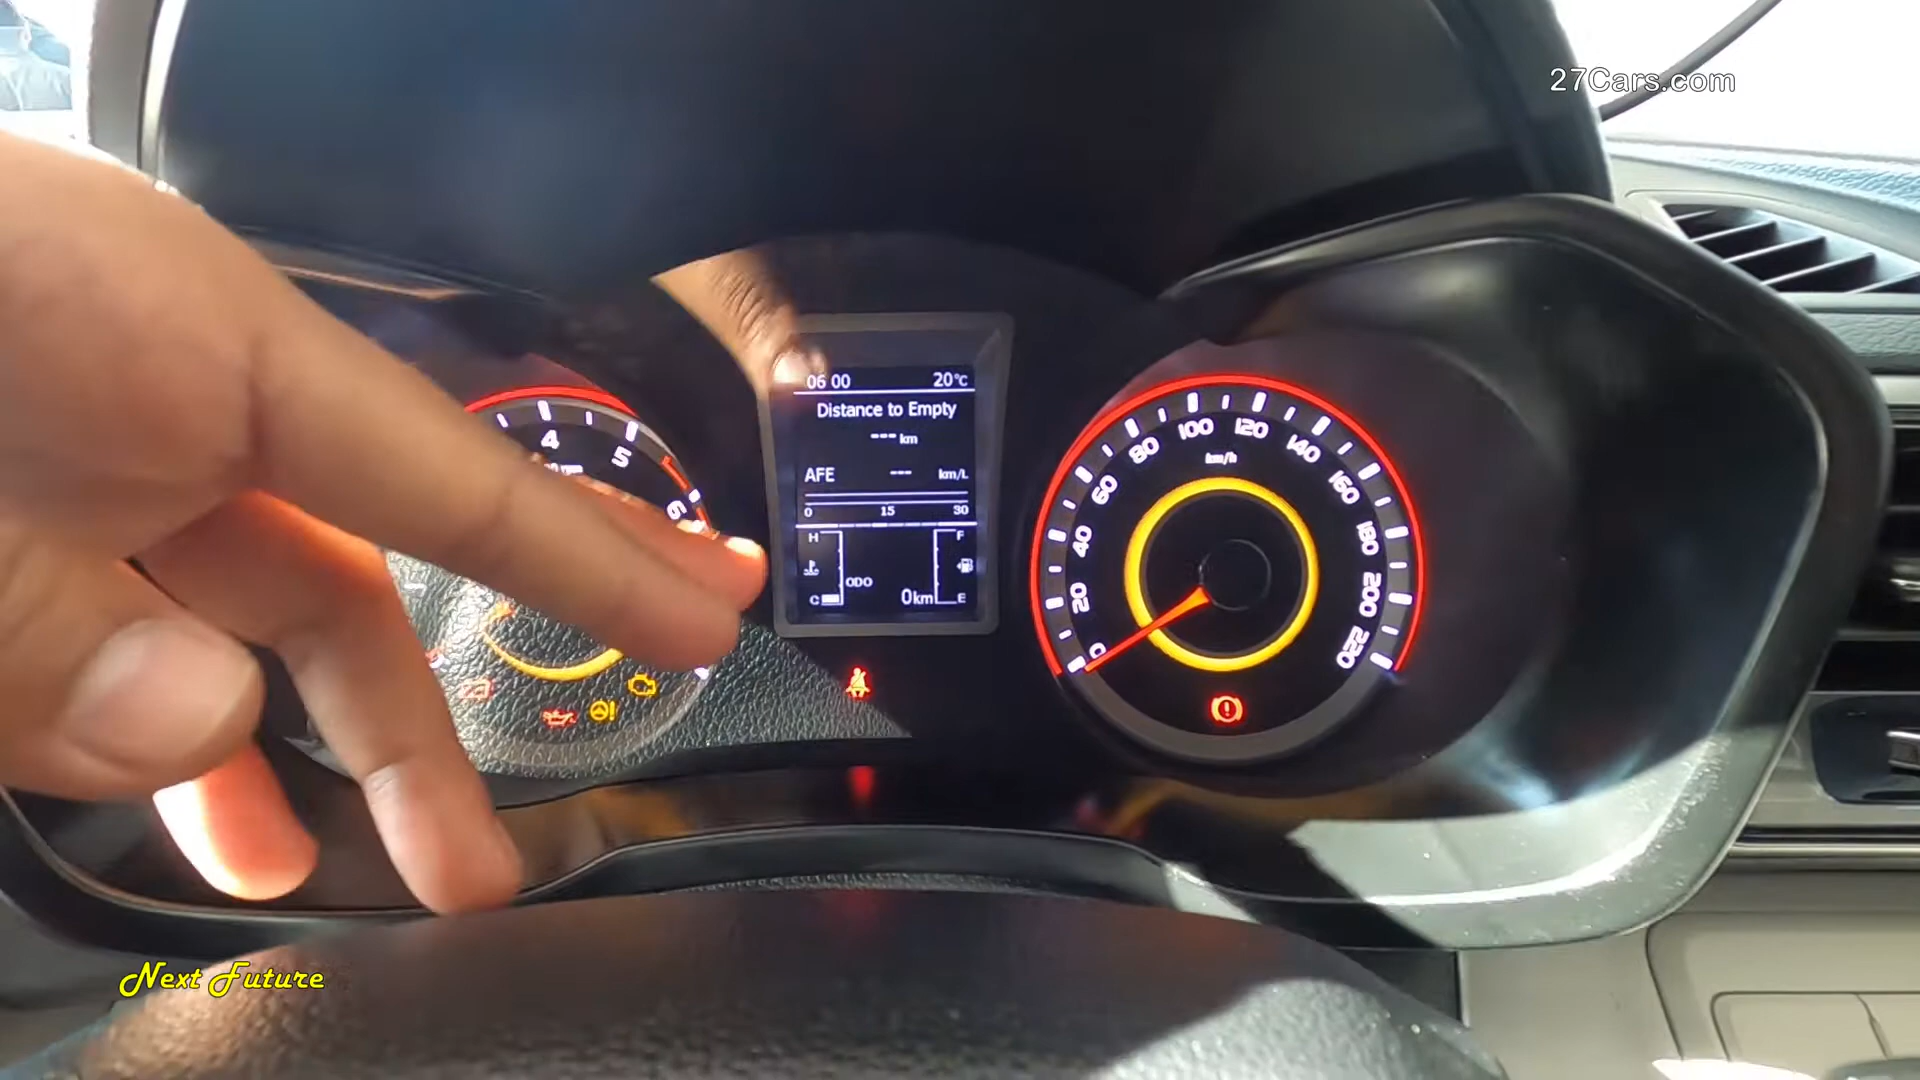 27Cars.com
06:00 20°C
Distance to Empty
--- km
AFE --- km/L
0 15 30
H F
ODO
C 0km E
4 5 6
0 20 40 60 80 100 120 140 160 180 200 220
km/h
Next Future